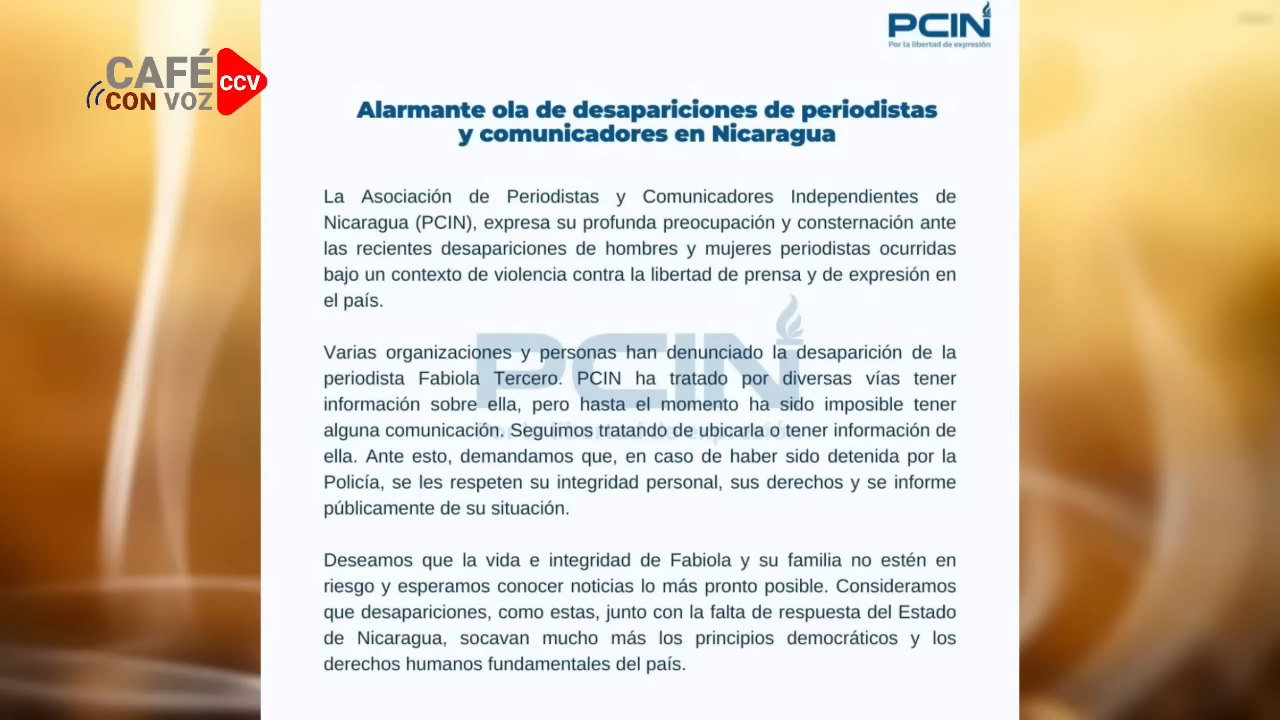 PCIN
Por la libertad de expresión
CAFÉ
CON VOZ
CCV
Alarmante ola de desapariciones de periodistas
y comunicadores en Nicaragua
La Asociación de Periodistas y Comunicadores Independientes de
Nicaragua (PCIN), expresa su profunda preocupación y consternación ante
las recientes desapariciones de hombres y mujeres periodistas ocurridas
bajo un contexto de violencia contra la libertad de prensa y de expresión en
el país.
PCIN
Por la libertad de expresión
Varias organizaciones y personas han denunciado la desaparición de la
periodista Fabiola Tercero. PCIN ha tratado por diversas vías tener
información sobre ella, pero hasta el momento ha sido imposible tener
alguna comunicación. Seguimos tratando de ubicarla o tener información de
ella. Ante esto, demandamos que, en caso de haber sido detenida por la
Policía, se les respeten su integridad personal, sus derechos y se informe
públicamente de su situación.
Deseamos que la vida e integridad de Fabiola y su familia no estén en
riesgo y esperamos conocer noticias lo más pronto posible. Consideramos
que desapariciones, como estas, junto con la falta de respuesta del Estado
de Nicaragua, socavan mucho más los principios democráticos y los
derechos humanos fundamentales del país.